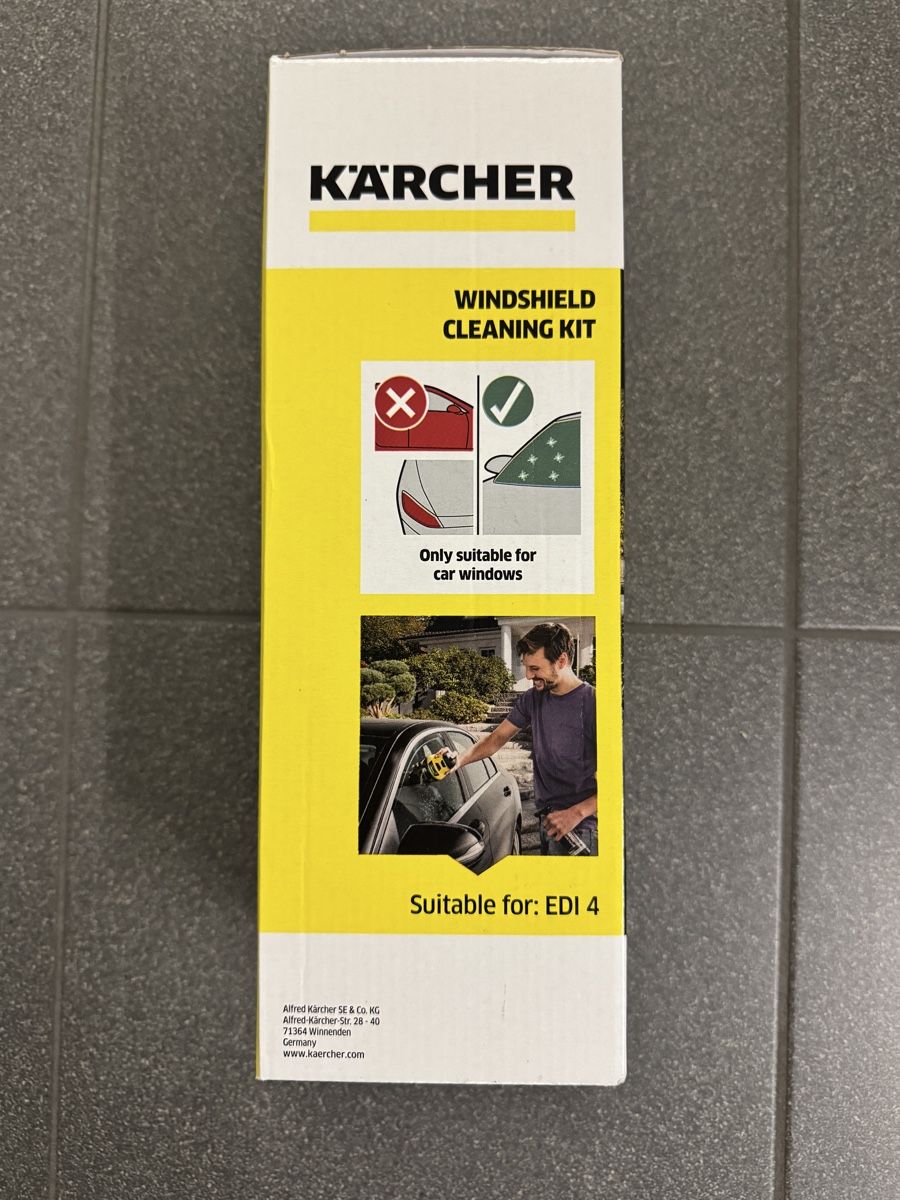 KÄRCHER
WINDSHIELD
CLEANING KIT
Only suitable for
car windows
Suitable for: EDI 4
Alfred Kärcher SE & Co. KG
Alfred-Kärcher-Str. 28 - 40
71364 Winnenden
Germany
www.kaercher.com